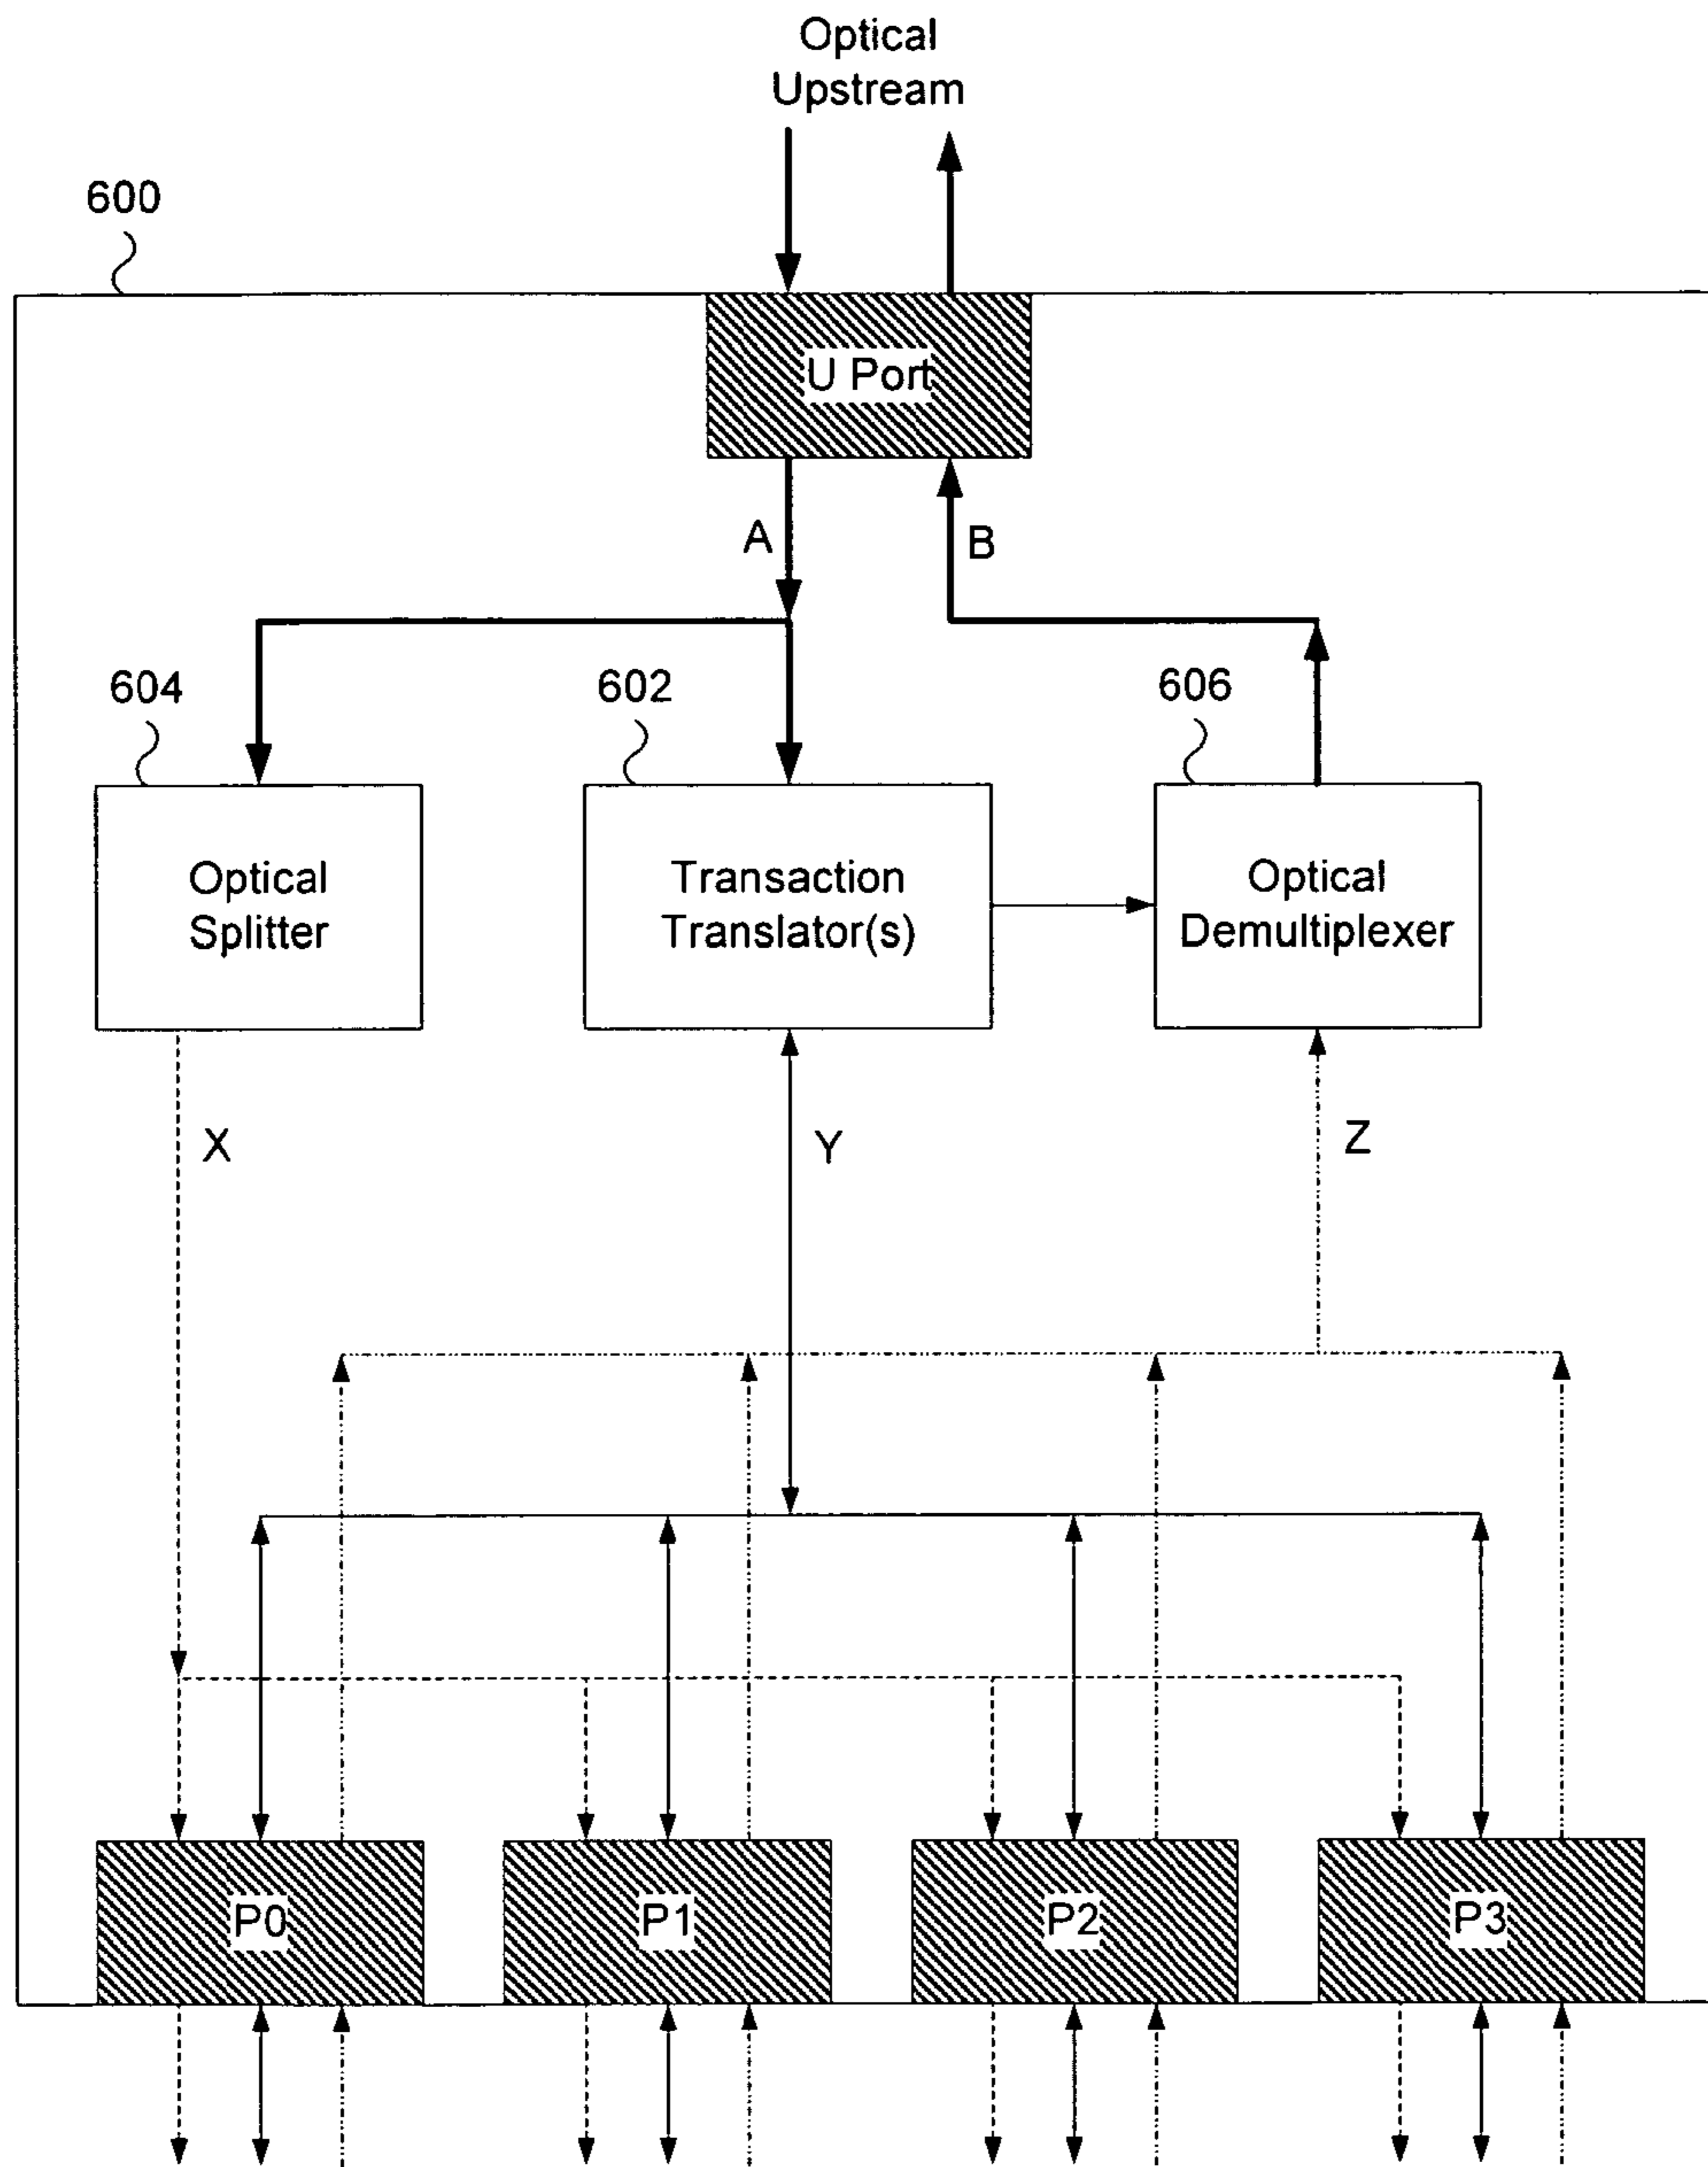 Optical
Upstream
600
U Port
A
B
604
602
606
Optical
Splitter
Transaction
Translator(s)
Optical
Demultiplexer
X
Y
Z
P0
P1
P2
P3